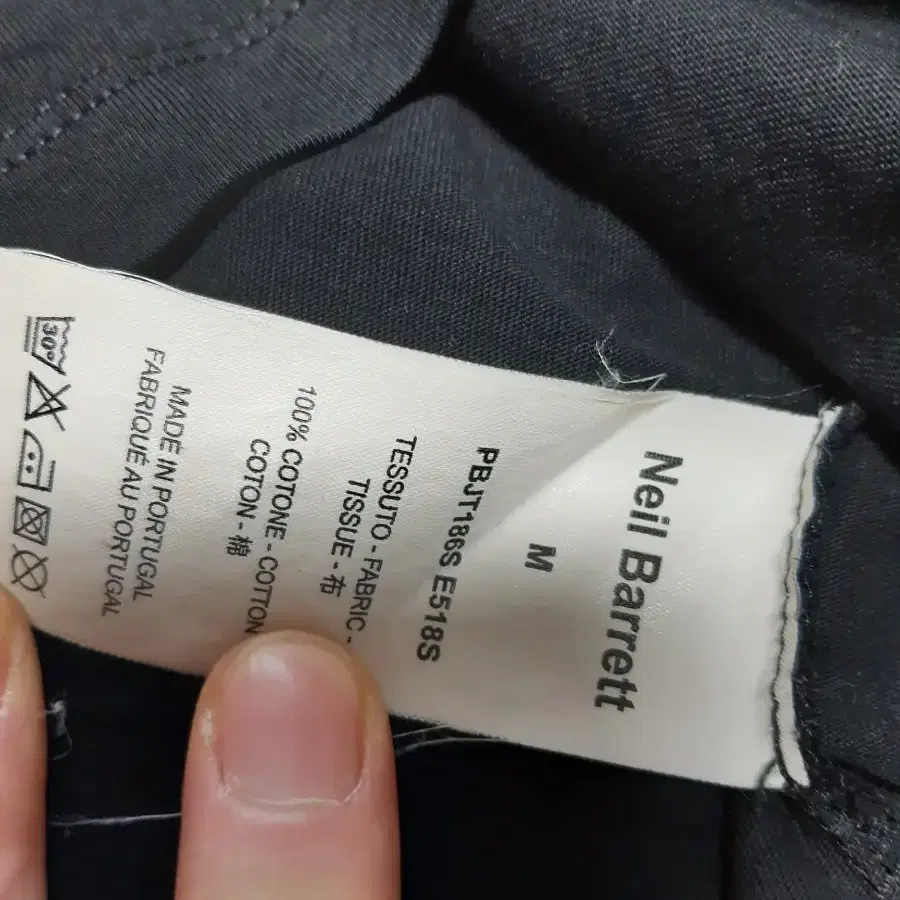 Neil Barrett
M
PBJT186S E518S
TESSUTO - FABRIC -
TISSUE - 布
100% COTONE - COTTON
COTON - 棉
MADE IN PORTUGAL
FABRIQUÉ AU PORTUGAL
30°